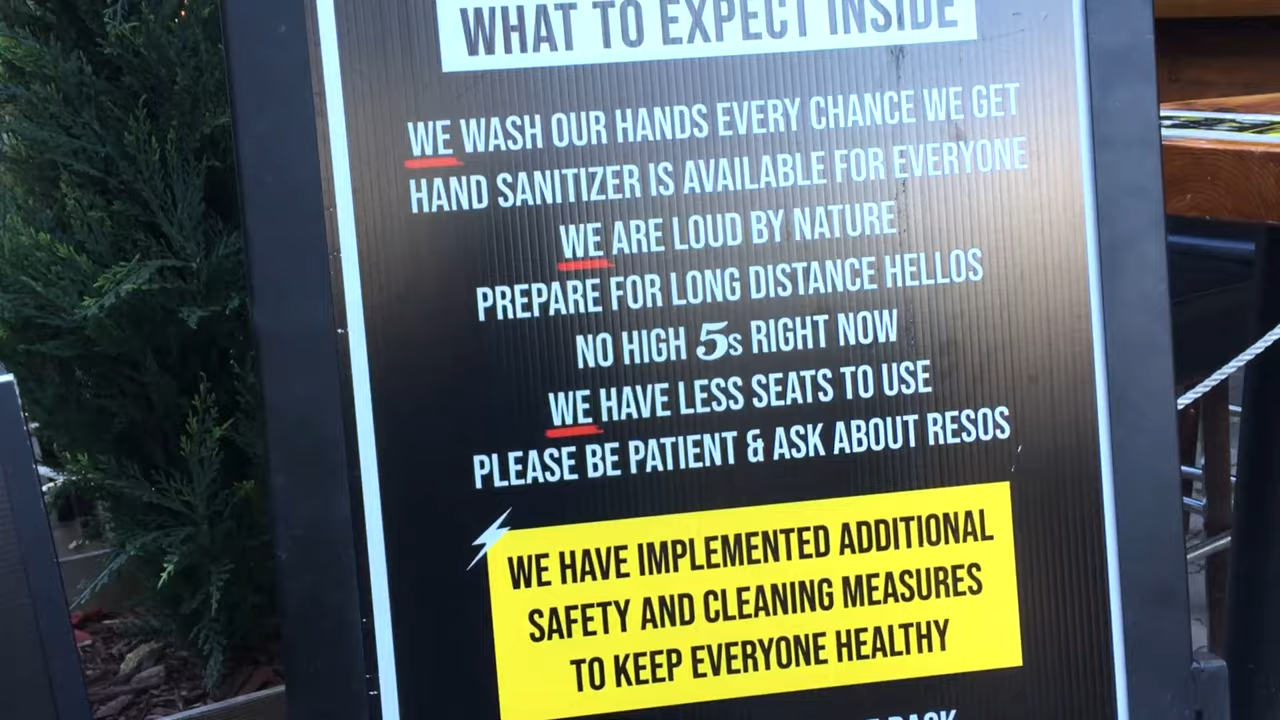 WHAT TO EXPECT INSIDE
WE WASH OUR HANDS EVERY CHANCE WE GET
HAND SANITIZER IS AVAILABLE FOR EVERYONE
WE ARE LOUD BY NATURE
PREPARE FOR LONG DISTANCE HELLOS
NO HIGH 5s RIGHT NOW
WE HAVE LESS SEATS TO USE
PLEASE BE PATIENT & ASK ABOUT RESOS
WE HAVE IMPLEMENTED ADDITIONAL
SAFETY AND CLEANING MEASURES
TO KEEP EVERYONE HEALTHY